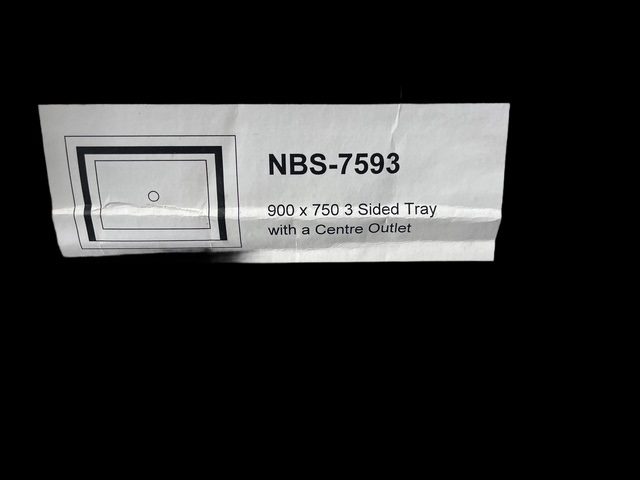 NBS-7593
900 x 750 3 Sided Tray
with a Centre Outlet